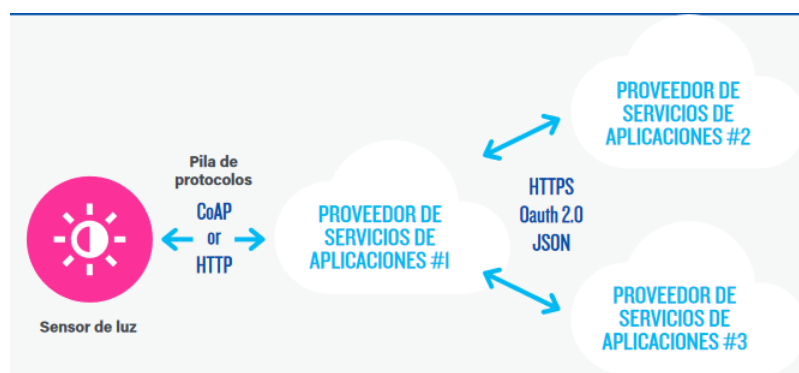 PROVEEDOR DE
SERVICIOS DE
APLICACIONES #2
Pila de
protocolos
CoAP
or
HTTP
Sensor de luz
PROVEEDOR DE
SERVICIOS DE
APLICACIONES #1
HTTPS
Oauth 2.0
JSON
PROVEEDOR DE
SERVICIOS DE
APLICACIONES #3